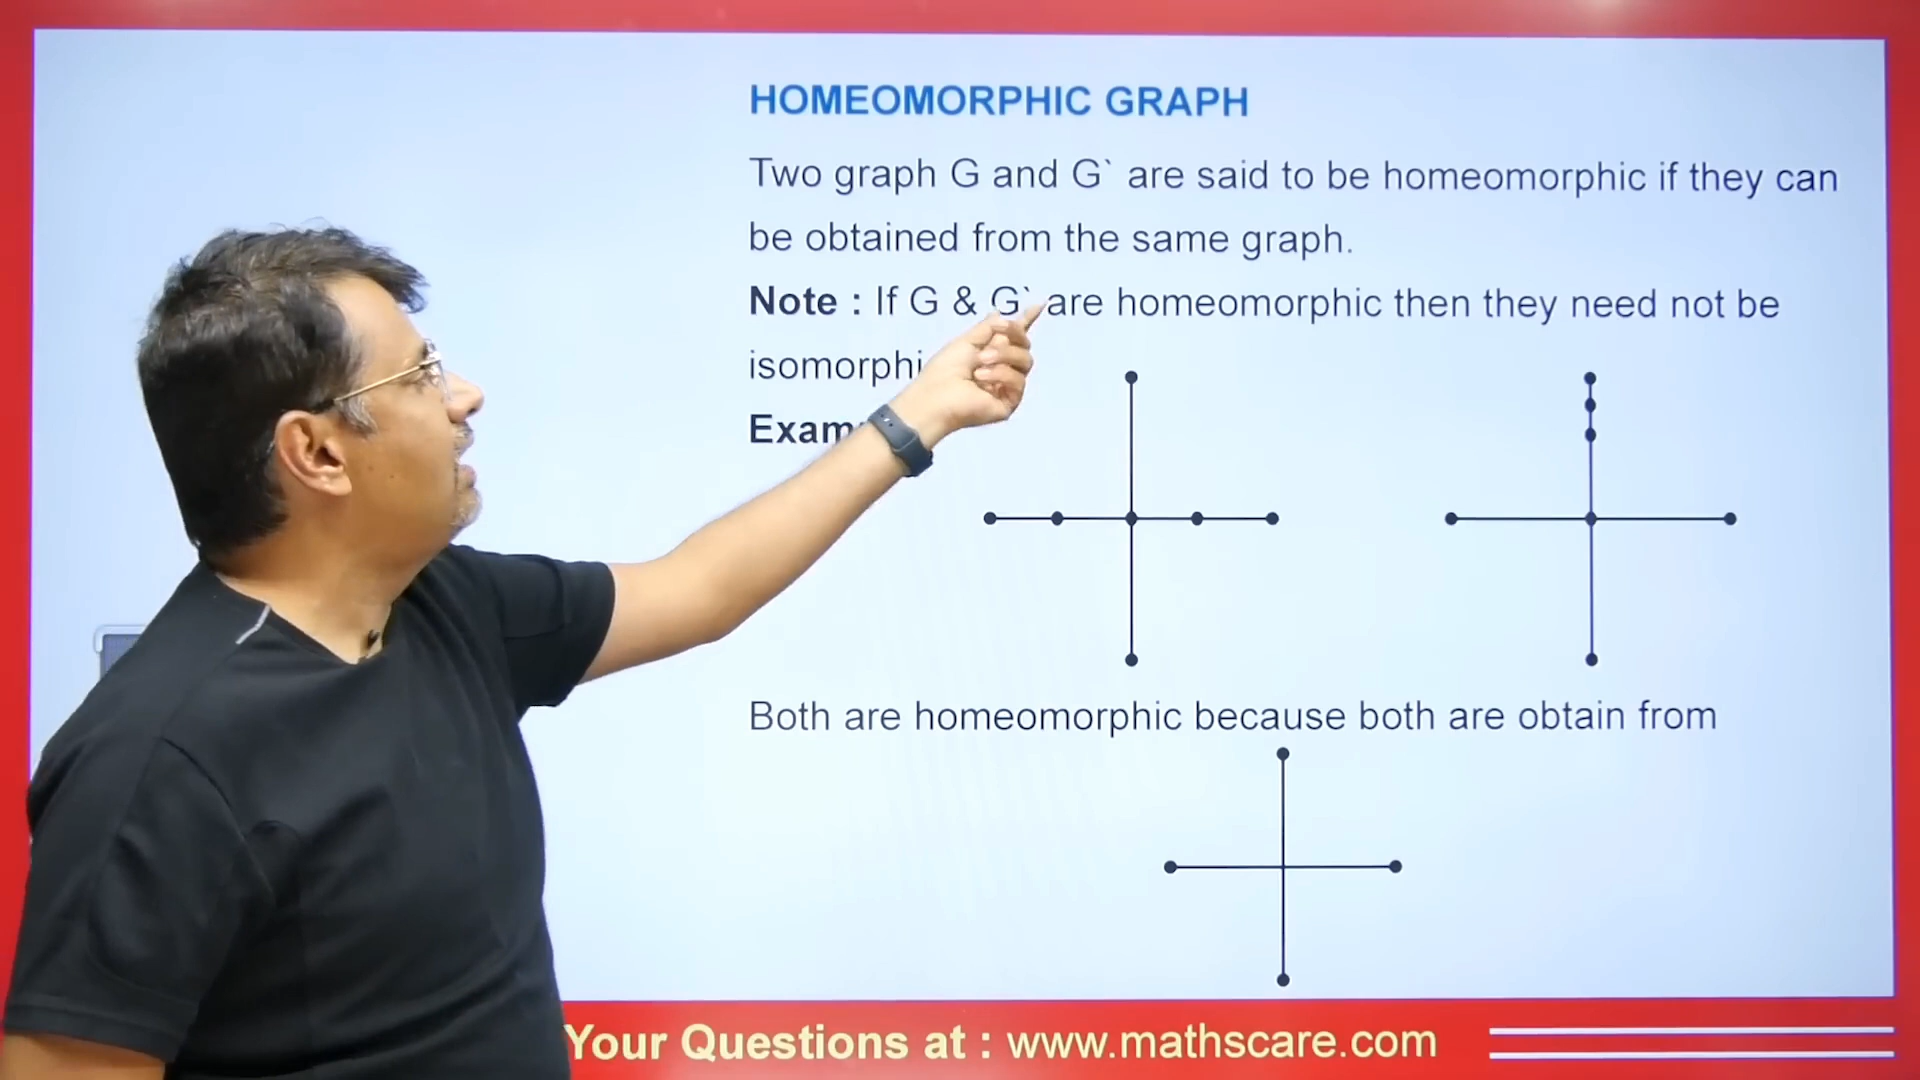 HOMEOMORPHIC GRAPH
Two graph G and G` are said to be homeomorphic if they can
be obtained from the same graph.
Note : If G & G` are homeomorphic then they need not be
isomorphi
Exam
Both are homeomorphic because both are obtain from
Your Questions at : www.mathscare.com